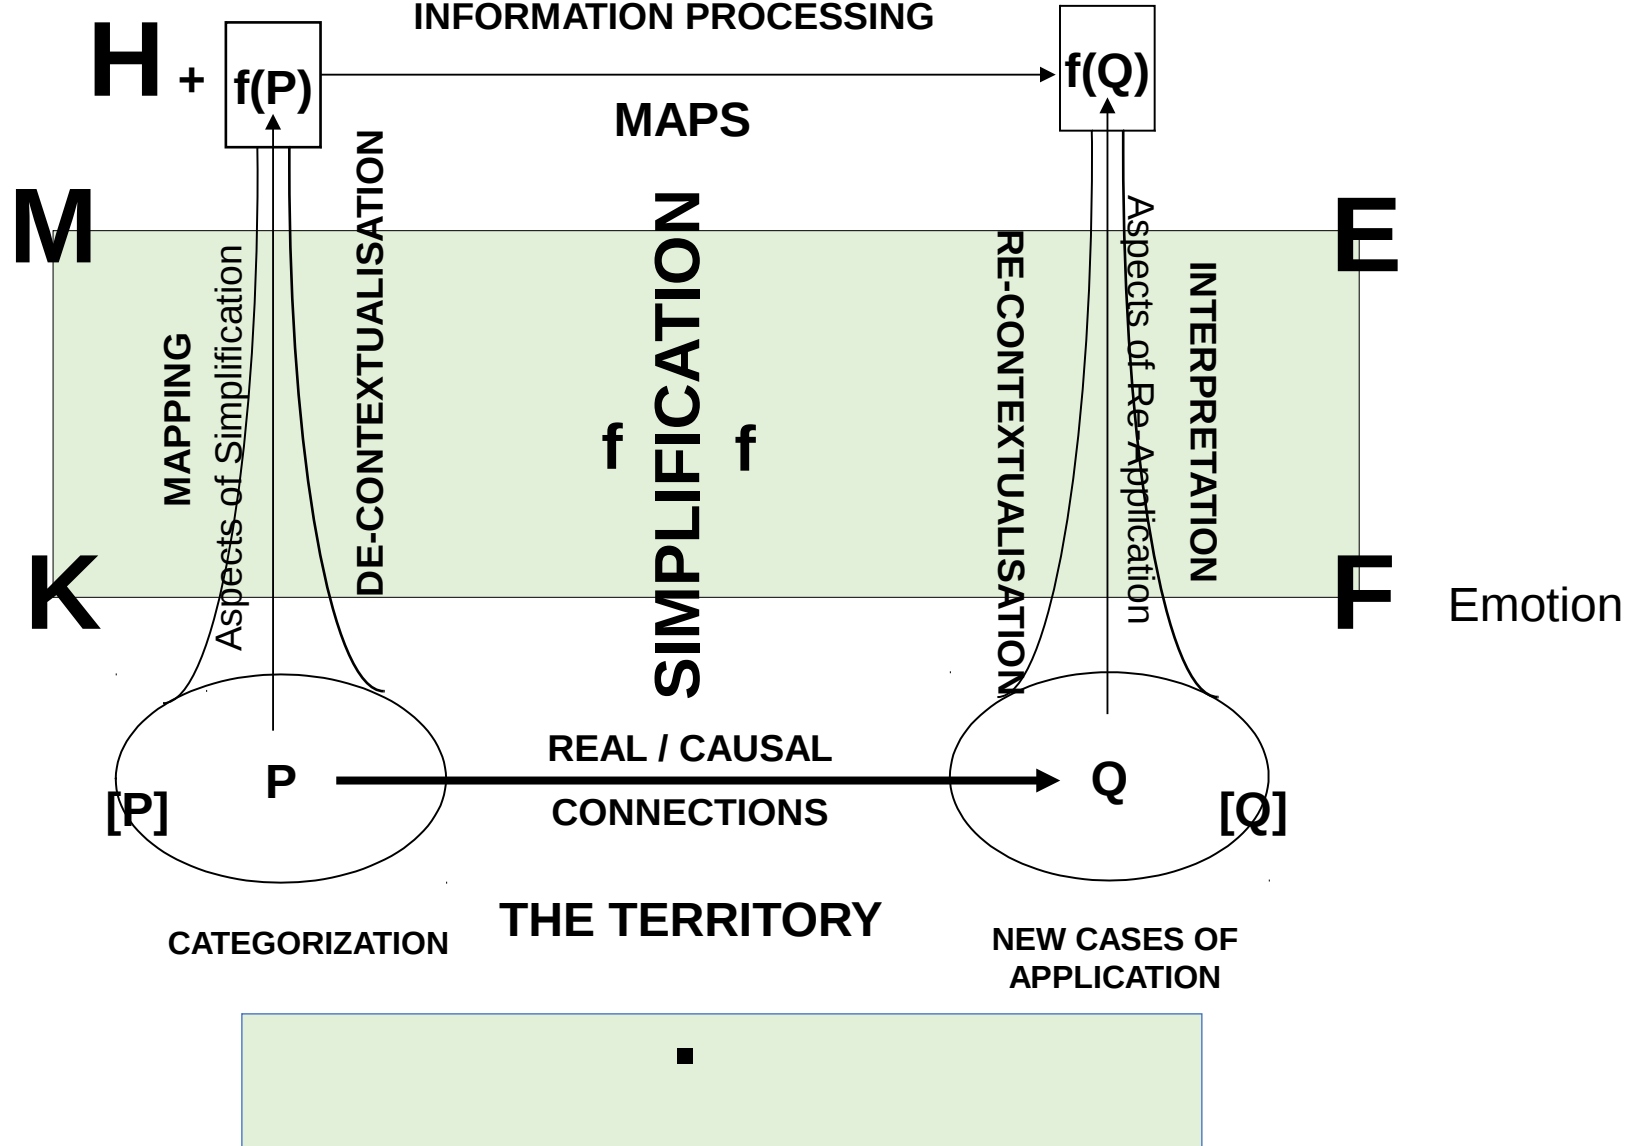 INFORMATION PROCESSING
H + f(P)
f(Q)
MAPS
M
E
MAPPING
Aspects of Simplification
DE-CONTEXTUALISATION
f
SIMPLIFICATION
f
RE-CONTEXTUALISATION
Aspects of Re-Application
INTERPRETATION
K
F
Emotion
REAL / CAUSAL
P
Q
[P]
CONNECTIONS
[Q]
THE TERRITORY
CATEGORIZATION
NEW CASES OF
APPLICATION